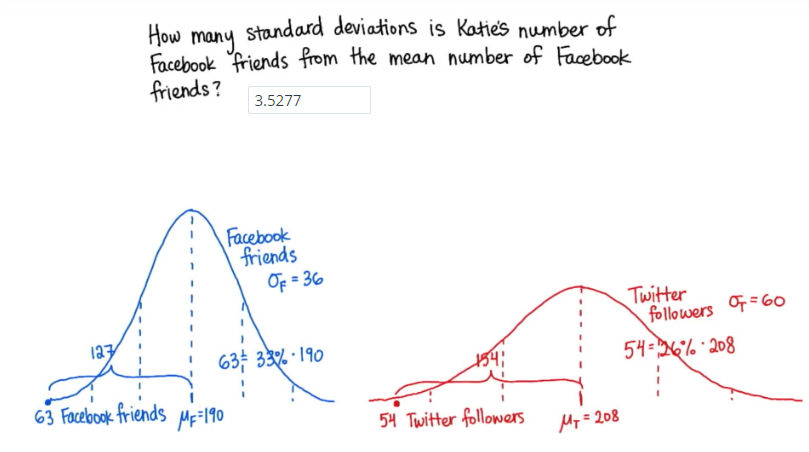 How many standard deviations is Katie's number of
Facebook friends from the mean number of Facebook
friends?
3.5277
Facebook
friends
σF = 36
127
63 = 33% · 190
63 Facebook friends
μF=190
Twitter
followers
σT = 60
154
54 = 26% · 208
54 Twitter followers
μT = 208